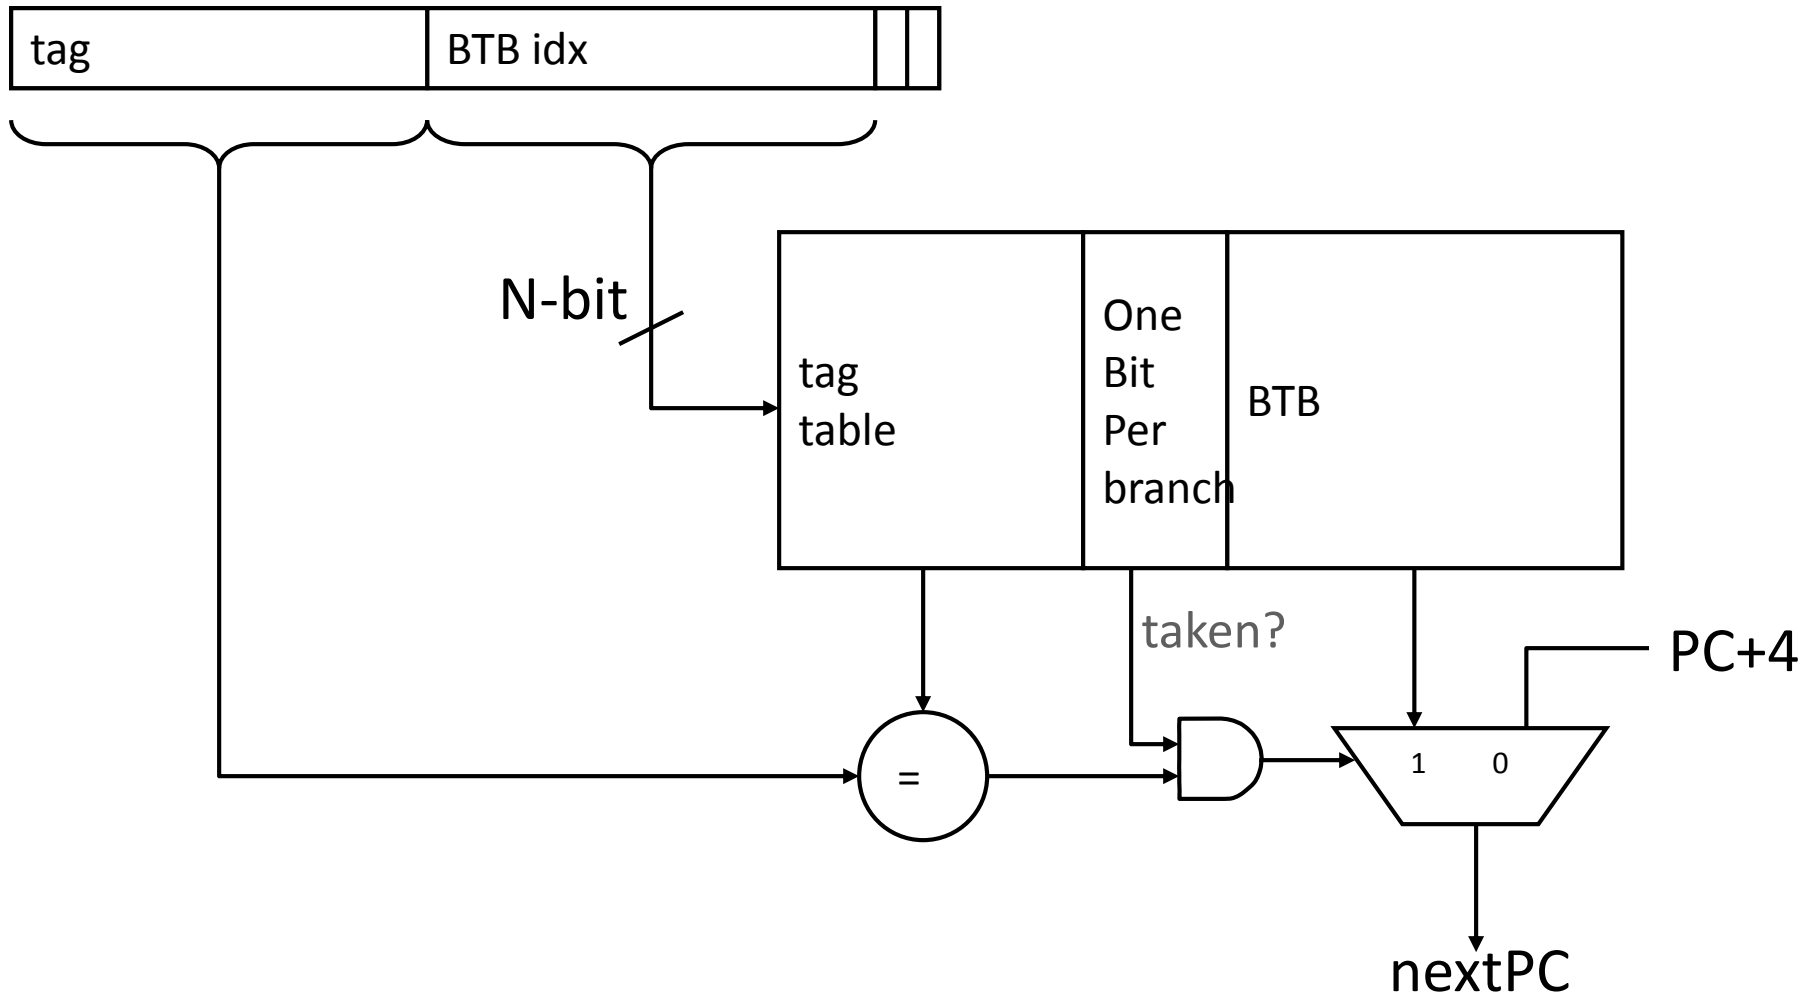 tag
BTB idx
N-bit
tag
table
One
Bit
Per
branch
BTB
taken?
PC+4
=
1
0
nextPC